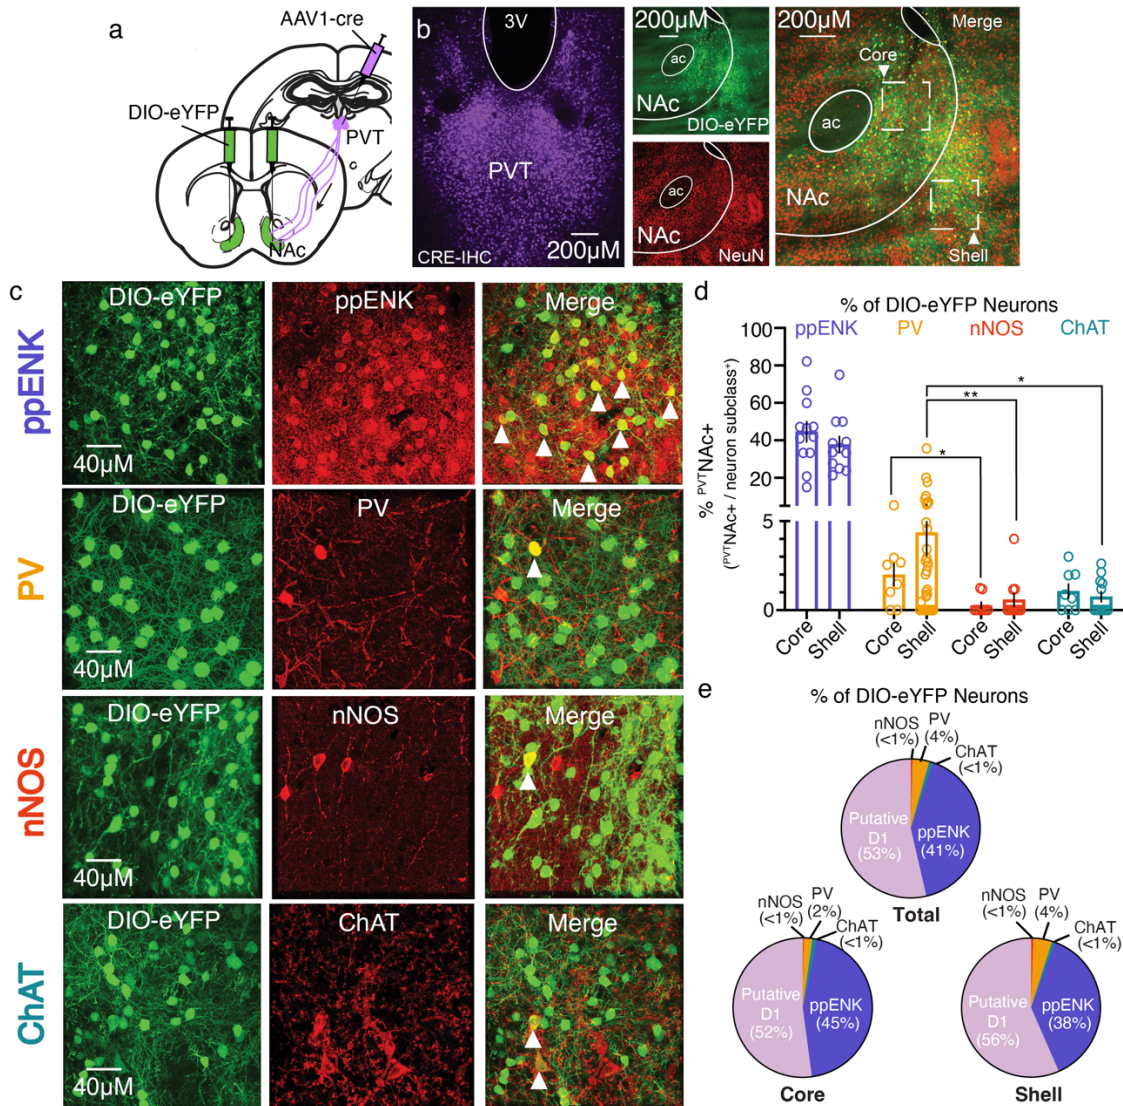 a
AAV1-cre
DIO-eYFP
PVT
c
NAc
b
3V
PVT
CRE-IHC
200µM
200µM
ac
NAc
DIO-eYFP
ac
NAc
NeuN
200µM
Merge
Core
ac
NAc
Shell
c
ppENK
DIO-eYFP
ppENK
Merge
40µM
PV
DIO-eYFP
PV
Merge
40µM
nNOS
DIO-eYFP
nNOS
Merge
40µM
ChAT
DIO-eYFP
ChAT
Merge
40µM
d
% of DIO-eYFP Neurons
ppENK PV nNOS ChAT
% PVTNAc+
(PVTNAc+ / neuron subclass+)
100
80
60
40
20
5
0
*
**
*
Core Shell Core Shell Core Shell Core Shell
e
% of DIO-eYFP Neurons
nNOS
(<1%)
PV
(4%)
ChAT
(<1%)
Putative
D1
(53%)
ppENK
(41%)
Total
nNOS
(<1%)
PV
(2%)
ChAT
(<1%)
Putative
D1
(52%)
ppENK
(45%)
Core
nNOS
(<1%)
PV
(4%)
ChAT
(<1%)
Putative
D1
(56%)
ppENK
(38%)
Shell